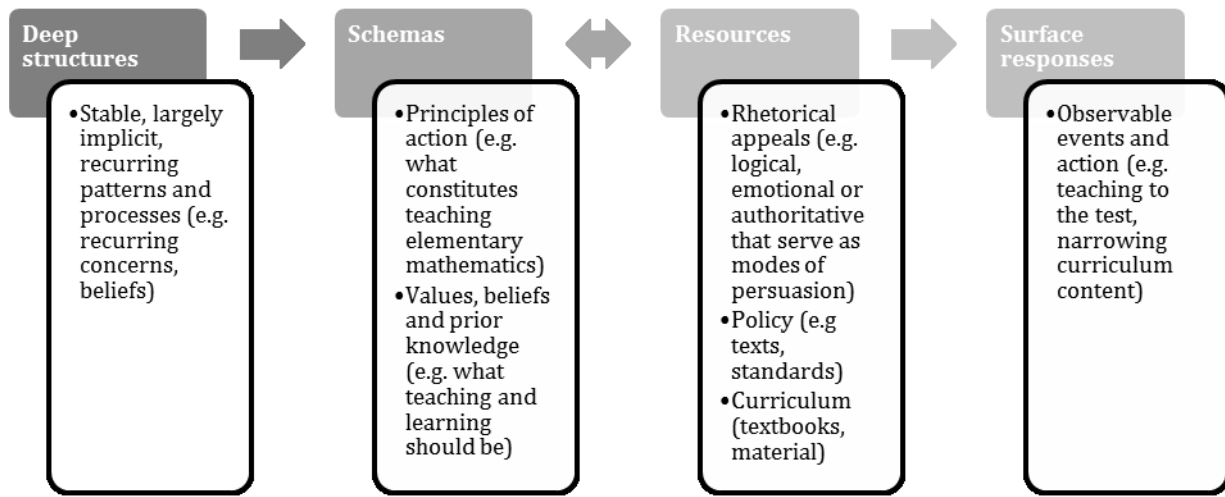 Deep
structures
•Stable, largely
implicit,
recurring
patterns and
processes (e.g.
recurring
concerns,
beliefs)
Schemas
•Principles of
action (e.g.
what
constitutes
teaching
elementary
mathematics)
•Values, beliefs
and prior
knowledge
(e.g. what
teaching and
learning
should be)
Resources
•Rhetorical
appeals (e.g.
logical,
emotional or
authoritative
that serve as
modes of
persuasion)
•Policy (e.g
texts,
standards)
•Curriculum
(textbooks,
material)
Surface
responses
•Observable
events and
action (e.g.
teaching to
the test,
narrowing
curriculum
content)